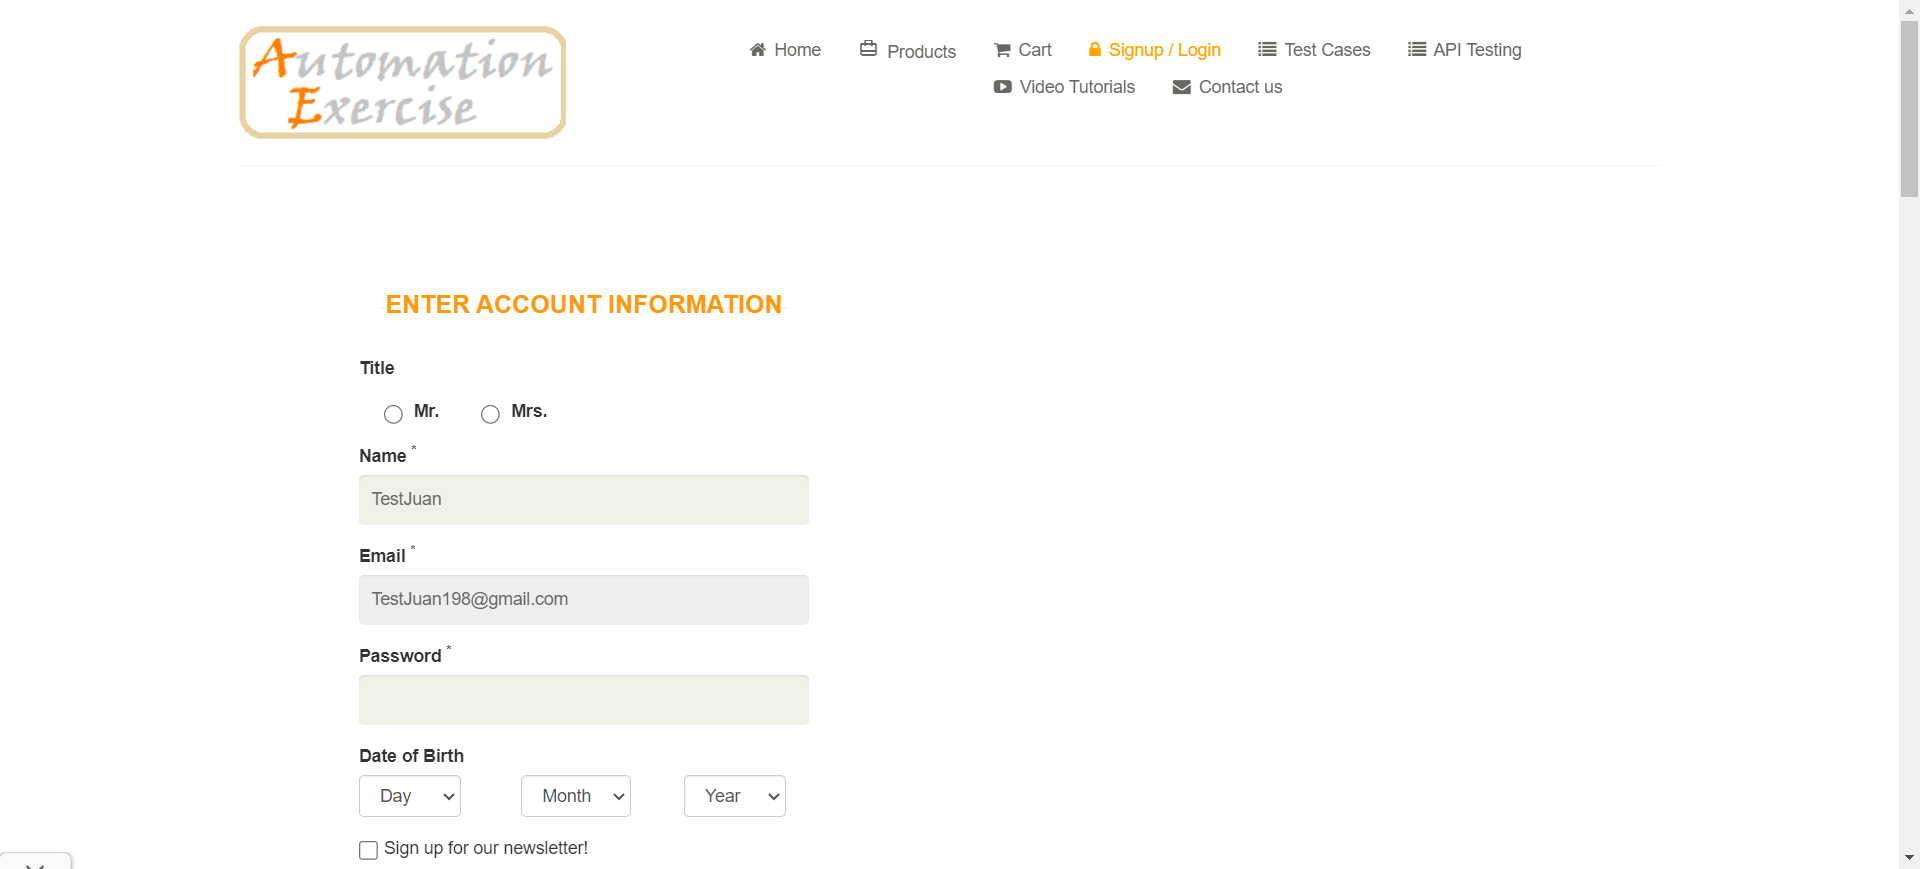 Automation
Exercise
Home
Products
Cart
Signup / Login
Test Cases
API Testing
Video Tutorials
Contact us
ENTER ACCOUNT INFORMATION
Title
Mr.
Mrs.
Name *
TestJuan
Email *
TestJuan198@gmail.com
Password *
Date of Birth
Day
Month
Year
Sign up for our newsletter!